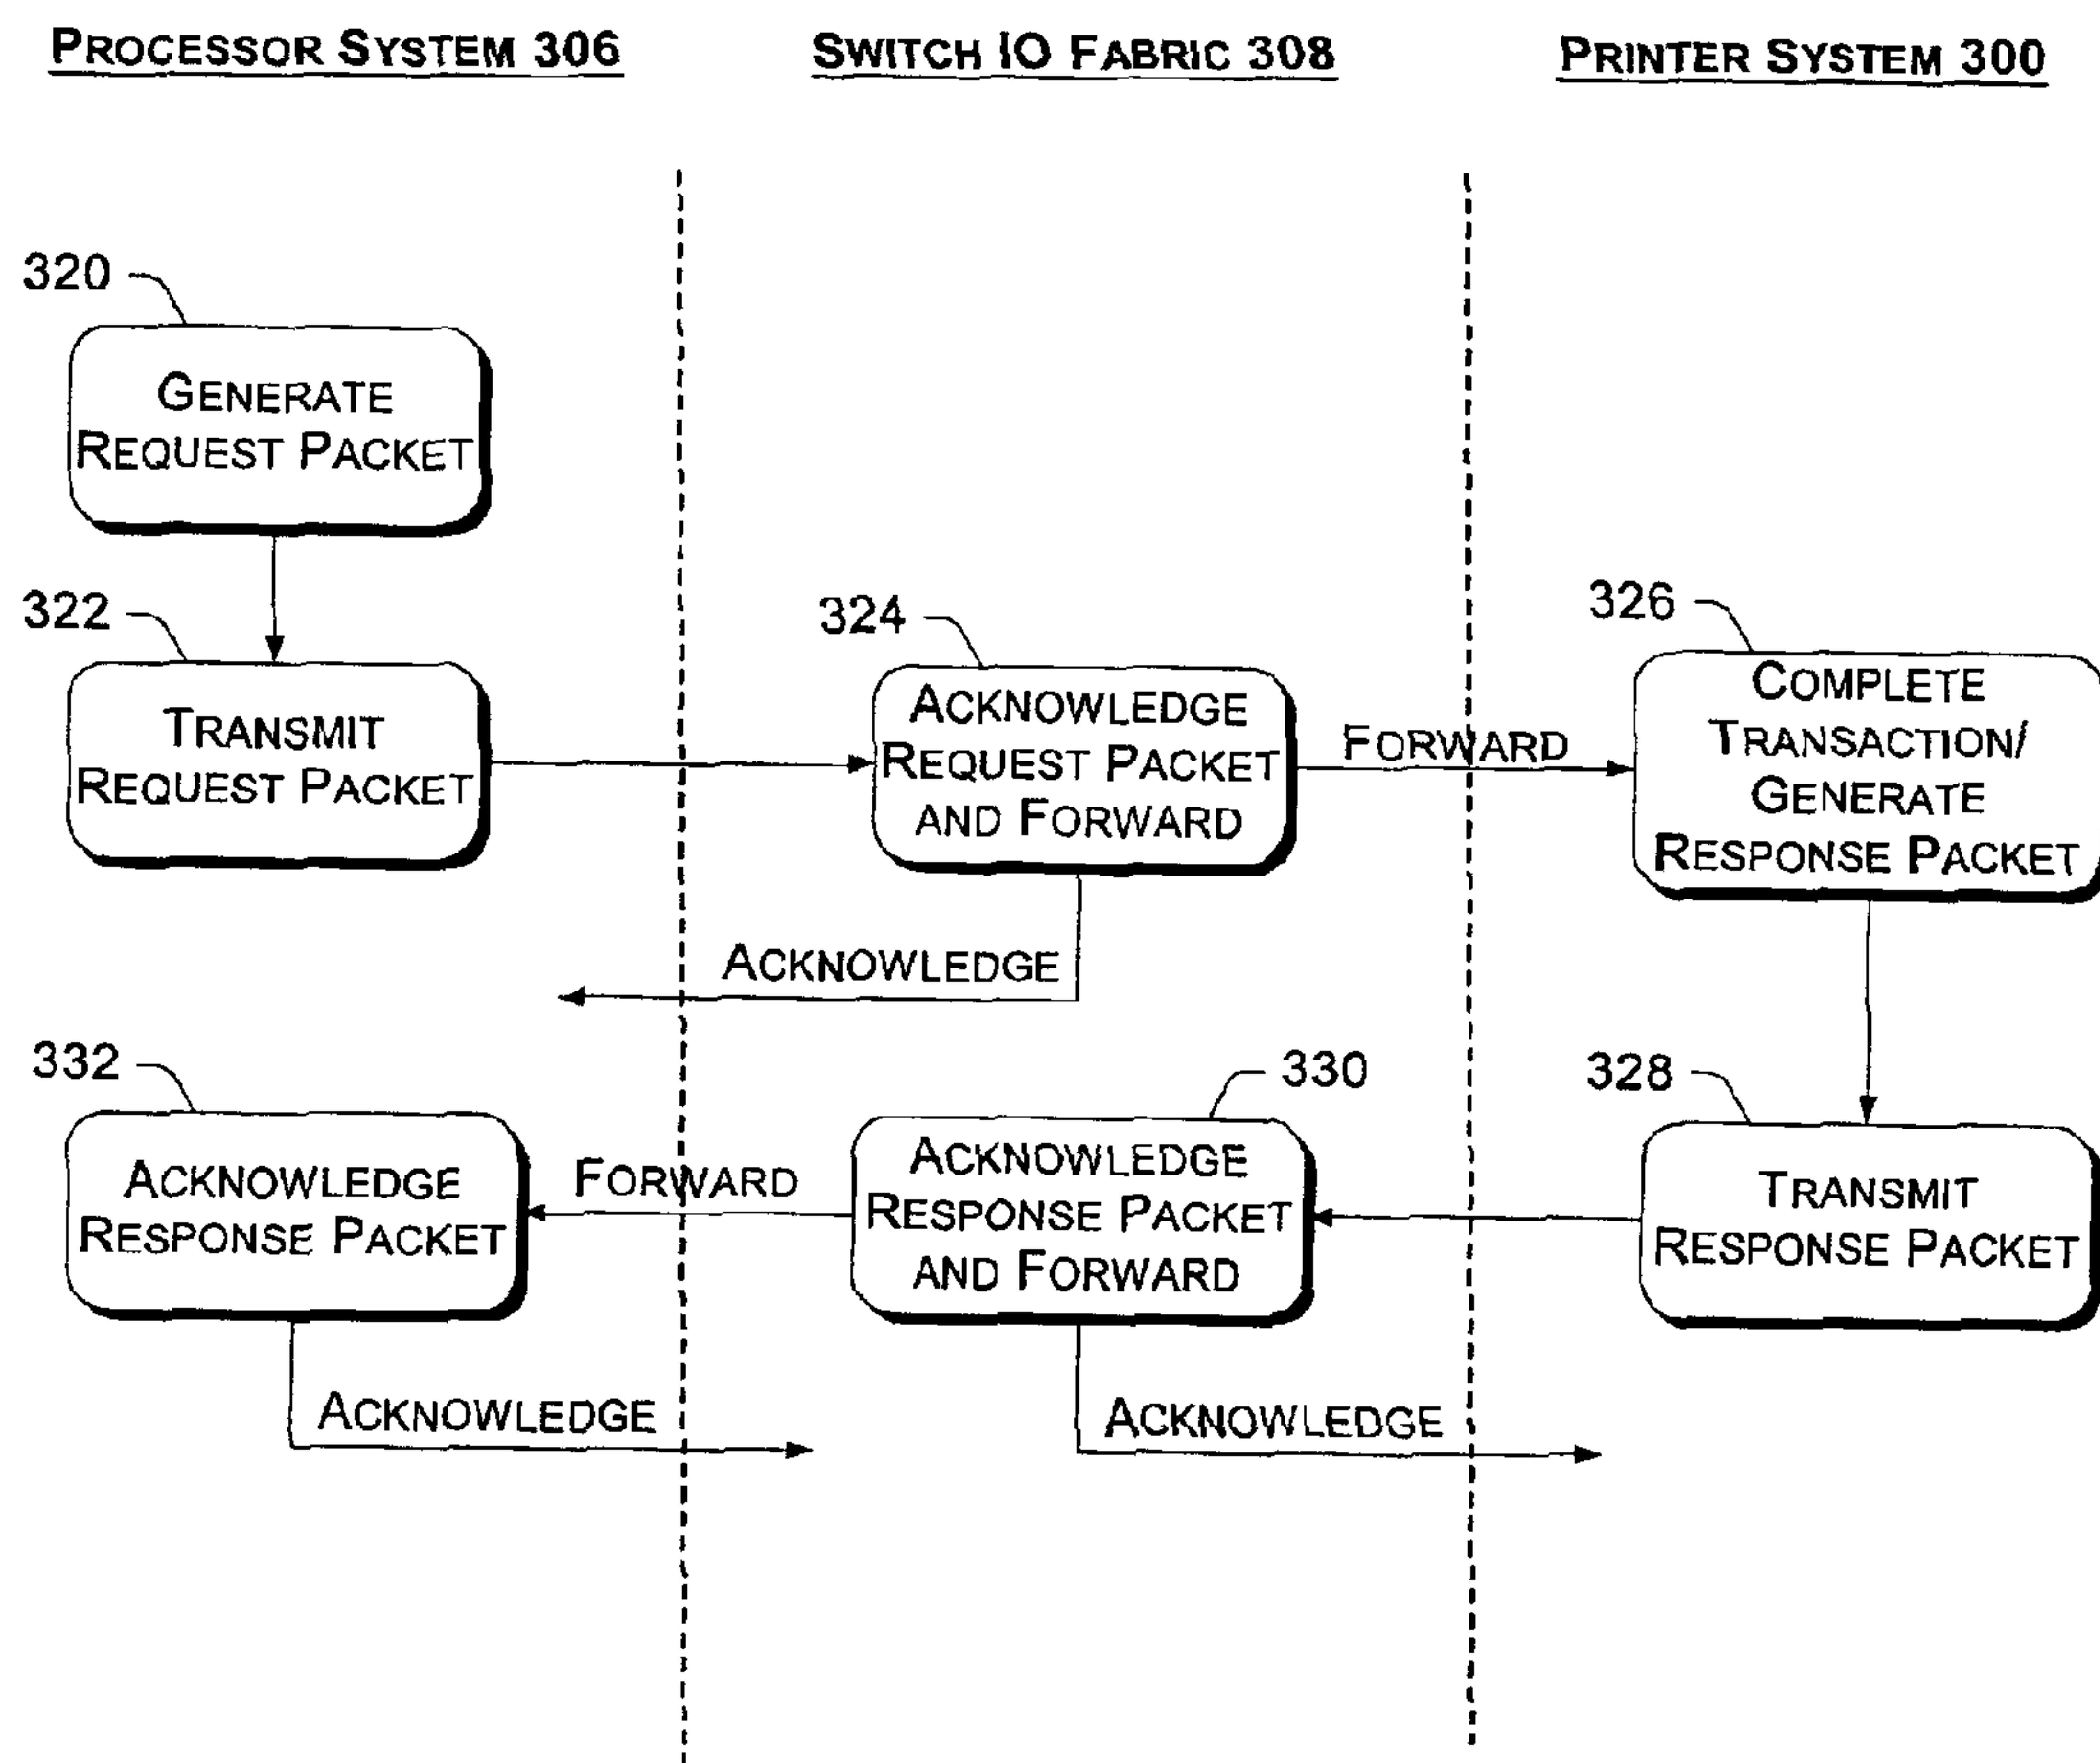 PROCESSOR SYSTEM 306
SWITCH IO FABRIC 308
PRINTER SYSTEM 300
320
GENERATE
REQUEST PACKET
322
TRANSMIT
REQUEST PACKET
324
ACKNOWLEDGE
REQUEST PACKET
AND FORWARD
FORWARD
326
COMPLETE
TRANSACTION/
GENERATE
RESPONSE PACKET
ACKNOWLEDGE
332
ACKNOWLEDGE
RESPONSE PACKET
FORWARD
330
ACKNOWLEDGE
RESPONSE PACKET
AND FORWARD
328
TRANSMIT
RESPONSE PACKET
ACKNOWLEDGE
ACKNOWLEDGE